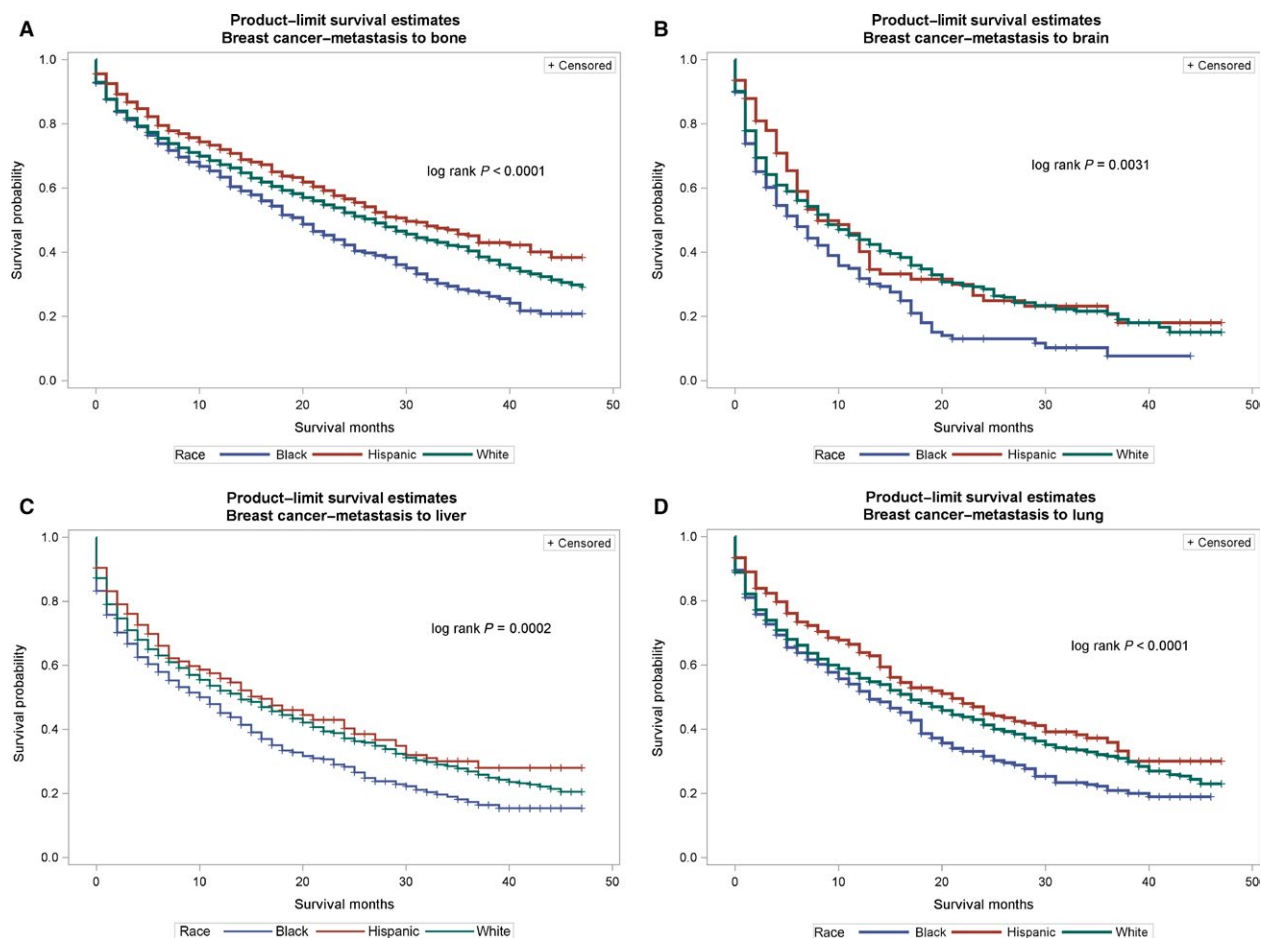 A
Product–limit survival estimates
Breast cancer–metastasis to bone
+ Censored
log rank P < 0.0001
Survival probability
1.0
0.8
0.6
0.4
0.2
0.0
0 10 20 30 40 50
Survival months
Race Black Hispanic White
B
Product–limit survival estimates
Breast cancer–metastasis to brain
+ Censored
log rank P = 0.0031
Survival probability
1.0
0.8
0.6
0.4
0.2
0.0
0 10 20 30 40 50
Survival months
Race Black Hispanic White
C
Product–limit survival estimates
Breast cancer–metastasis to liver
+ Censored
log rank P = 0.0002
Survival probability
1.0
0.8
0.6
0.4
0.2
0.0
0 10 20 30 40 50
Survival months
Race Black Hispanic White
D
Product–limit survival estimates
Breast cancer–metastasis to lung
+ Censored
log rank P < 0.0001
Survival probability
1.0
0.8
0.6
0.4
0.2
0.0
0 10 20 30 40 50
Survival months
Race Black Hispanic White